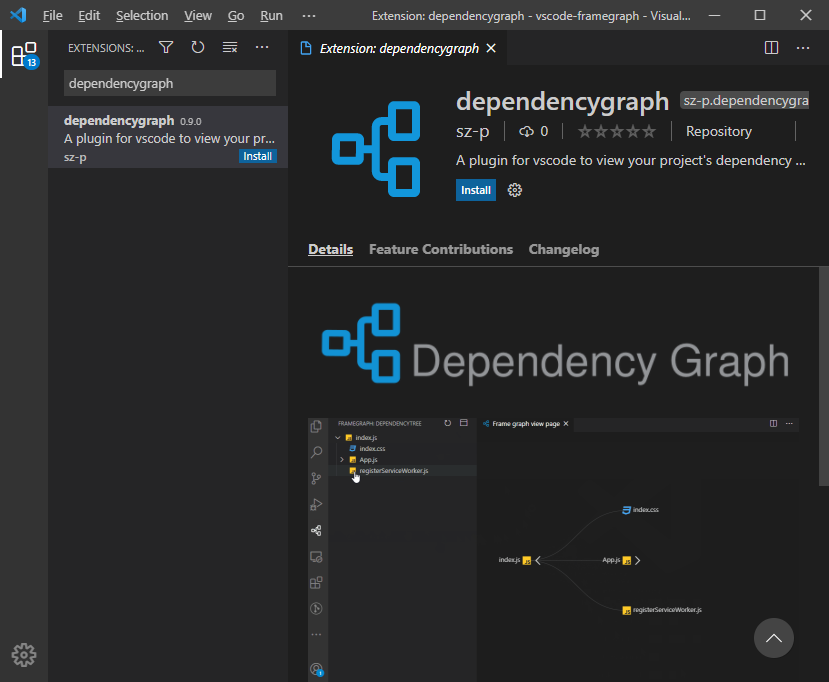 File Edit Selection View Go Run ··· Extension: dependencygraph - vscode-framegraph - Visual...
EXTENSIONS: ...
13
dependencygraph
dependencygraph 0.9.0
A plugin for vscode to view your pr...
sz-p Install
Extension: dependencygraph
dependencygraph sz-p.dependencygra
sz-p 0 Repository
A plugin for vscode to view your project's dependency ...
Install
Details Feature Contributions Changelog
Dependency Graph
FRAMEGRAPH: DEPENDENCYTREE
index.js
index.css
App.js
registerServiceWorker.js
Frame graph view page
index.css
index.js App.js
registerServiceWorker.js